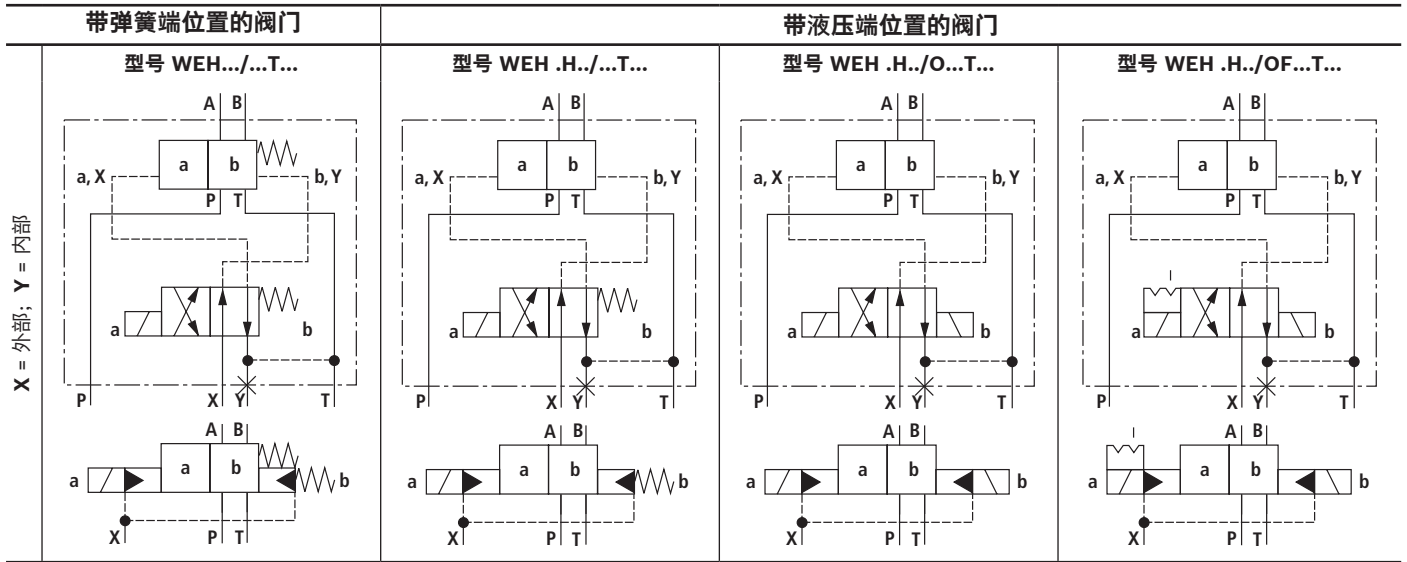 带弹簧端位置的阀门
带液压端位置的阀门
型号 WEH.../...T...
型号 WEH .H../...T...
型号 WEH .H../O...T...
型号 WEH .H../OF...T...
X = 外部; Y = 内部
A B
a b
a, X
b, Y
P T
a
b
P X Y T
A B
a a b b
X P T
A B
a b
a, X
b, Y
P T
a
b
P X Y T
A B
a a b b
X P T
A B
a b
a, X
b, Y
P T
a
b
P X Y T
A B
a a b b
X P T
A B
a b
a, X
b, Y
P T
a
b
P X Y T
A B
a a b b
X P T